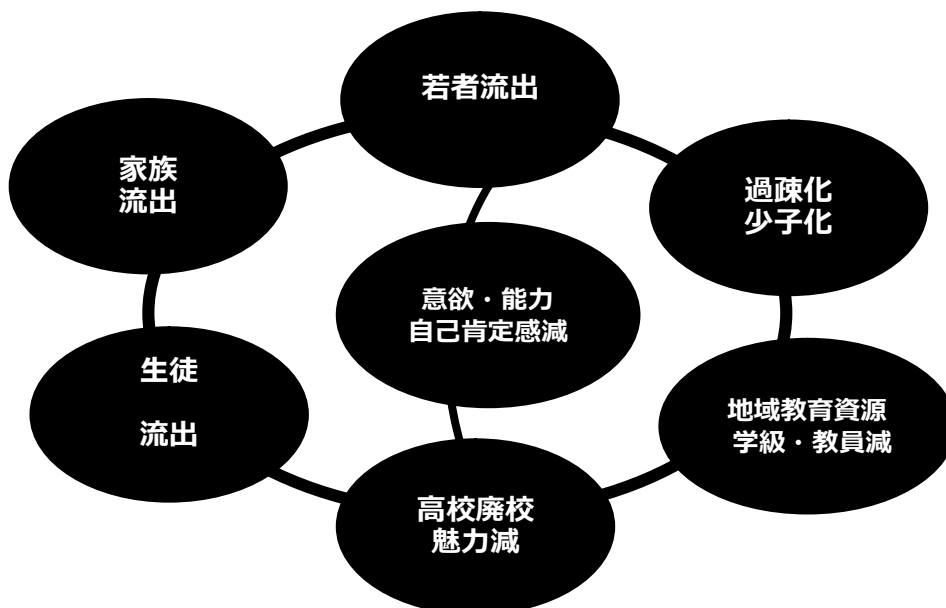 若者流出
家族
流出
過疎化
少子化
意欲・能力
自己肯定感減
生徒
流出
地域教育資源
学級・教員減
高校廃校
魅力減